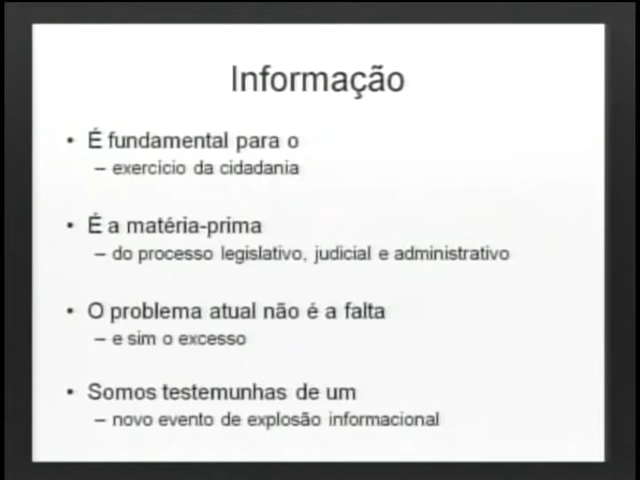 Informação
• É fundamental para o
– exercício da cidadania
• É a matéria-prima
– do processo legislativo, judicial e administrativo
• O problema atual não é a falta
– e sim o excesso
• Somos testemunhas de um
– novo evento de explosão informacional